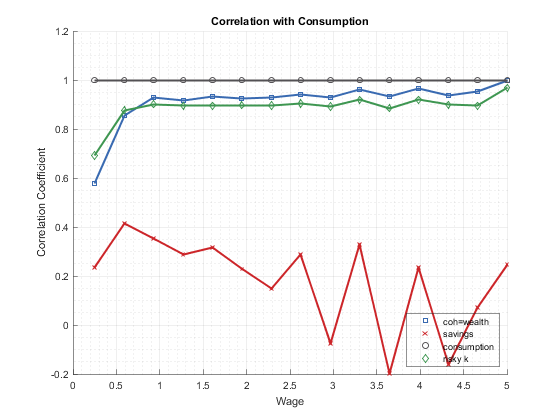 Correlation with Consumption
1.2
1
0.8
0.6
0.4
0.2
0
-0.2
Correlation Coefficient
0 0.5 1 1.5 2 2.5 3 3.5 4 4.5 5
Wage
coh=wealth
savings
consumption
risky k